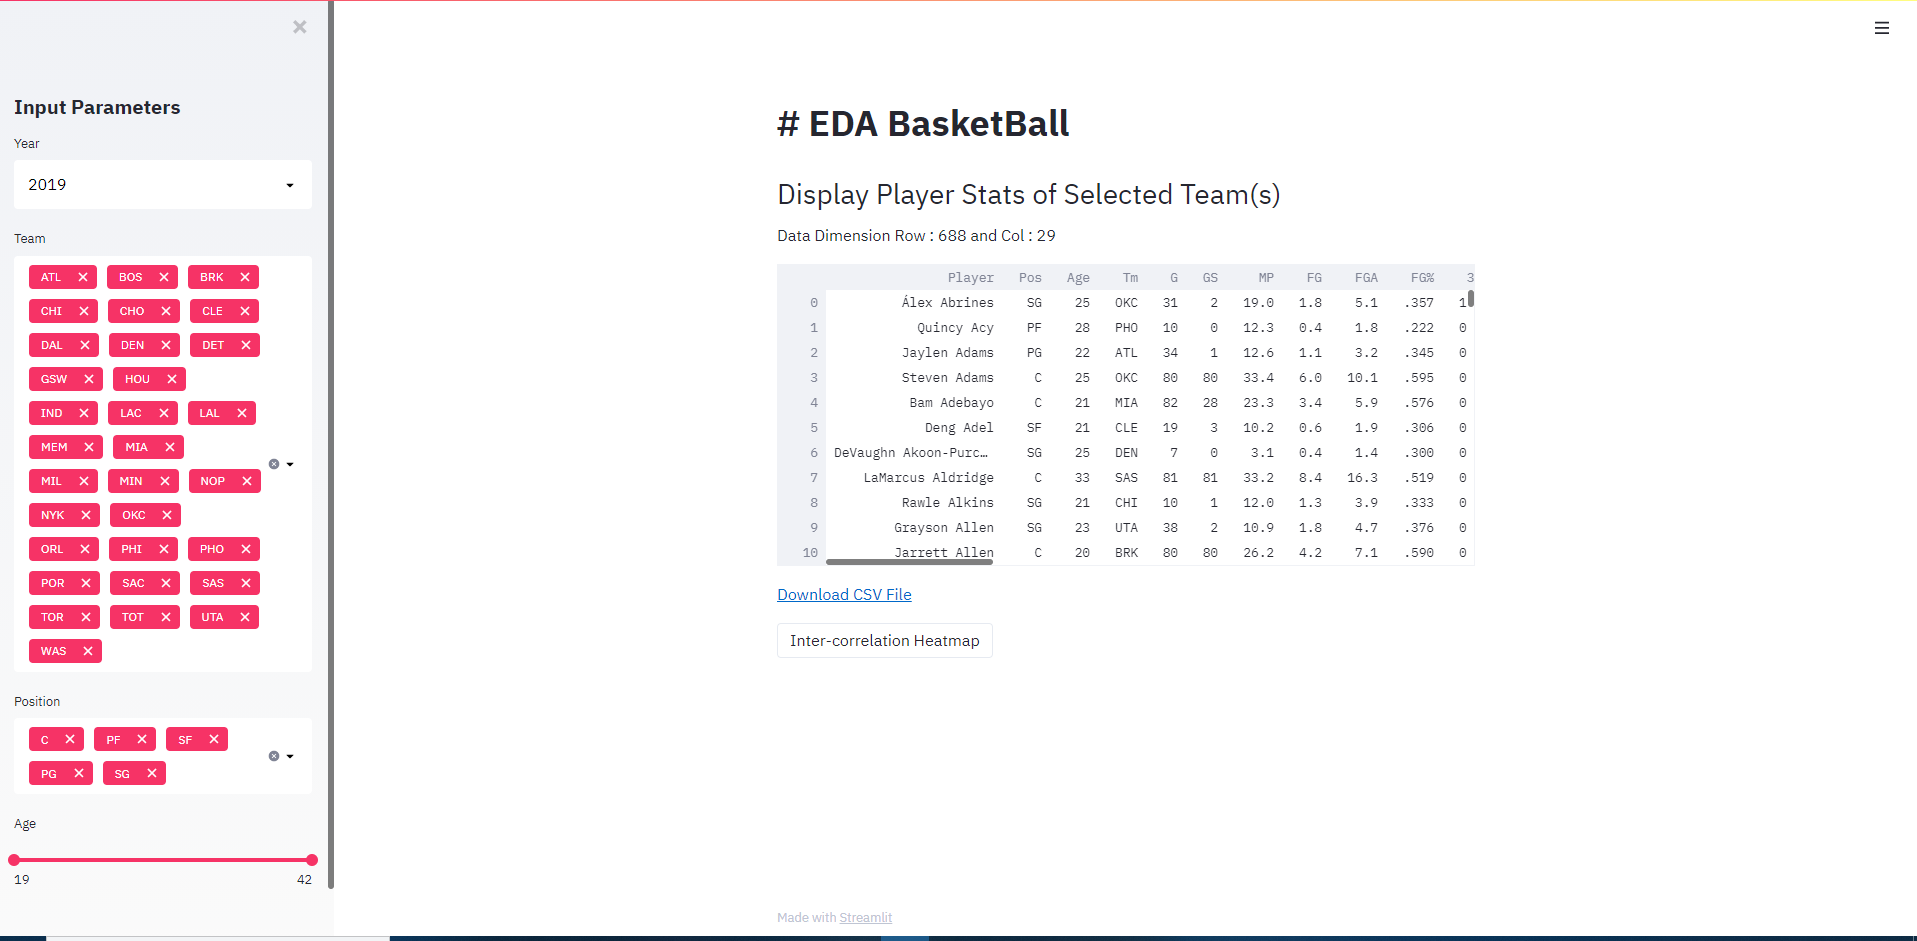 Input Parameters
Year
2019
Team
ATL BOS BRK
CHI CHO CLE
DAL DEN DET
GSW HOU
IND LAC LAL
MEM MIA
MIL MIN NOP
NYK OKC
ORL PHI PHO
POR SAC SAS
TOR TOT UTA
WAS
Position
C PF SF
PG SG
Age
19 42
# EDA BasketBall
Display Player Stats of Selected Team(s)
Data Dimension Row : 688 and Col : 29
Player Pos Age Tm G GS MP FG FGA FG% 3
0 Álex Abrines SG 25 OKC 31 2 19.0 1.8 5.1 .357 1
1 Quincy Acy PF 28 PHO 10 0 12.3 0.4 1.8 .222 0
2 Jaylen Adams PG 22 ATL 34 1 12.6 1.1 3.2 .345 0
3 Steven Adams C 25 OKC 80 80 33.4 6.0 10.1 .595 0
4 Bam Adebayo C 21 MIA 82 28 23.3 3.4 5.9 .576 0
5 Deng Adel SF 21 CLE 19 3 10.2 0.6 1.9 .306 0
6 DeVaughn Akoon-Purc… SG 25 DEN 7 0 3.1 0.4 1.4 .300 0
7 LaMarcus Aldridge C 33 SAS 81 81 33.2 8.4 16.3 .519 0
8 Rawle Alkins SG 21 CHI 10 1 12.0 1.3 3.9 .333 0
9 Grayson Allen SG 23 UTA 38 2 10.9 1.8 4.7 .376 0
10 Jarrett Allen C 20 BRK 80 80 26.2 4.2 7.1 .590 0
Download CSV File
Inter-correlation Heatmap
Made with Streamlit